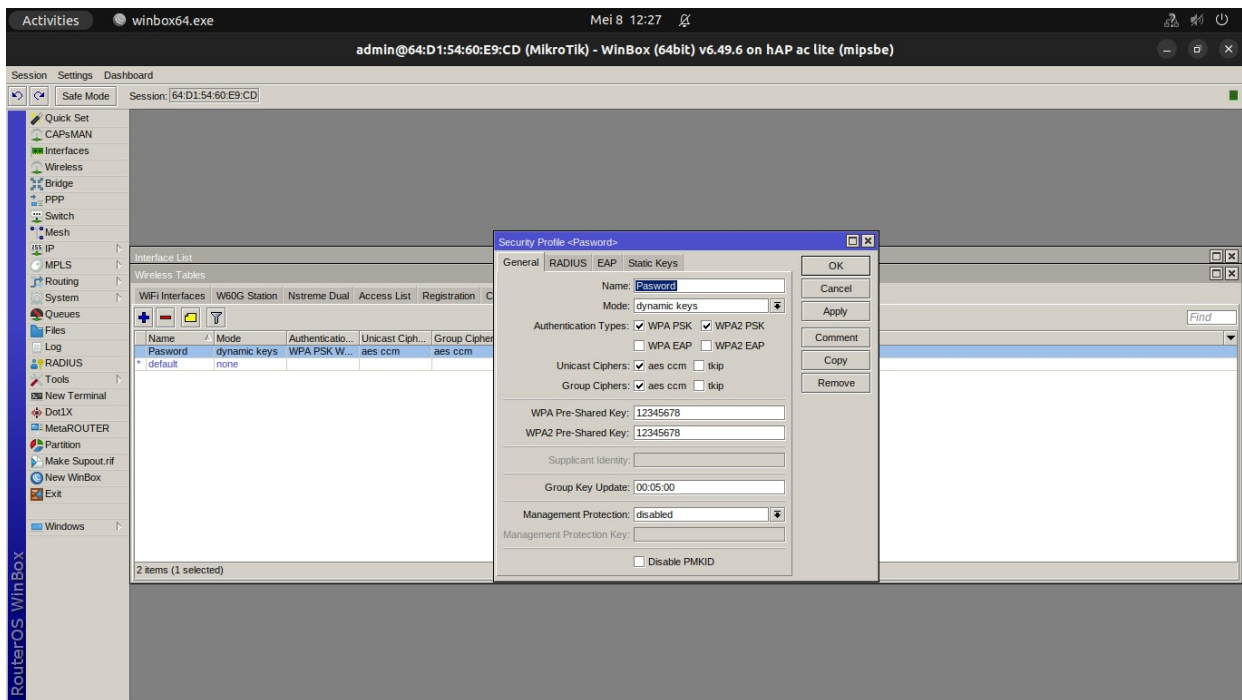 Activities winbox64.exe Mei 8 12:27
admin@64:D1:54:60:E9:CD (MikroTik) - WinBox (64bit) v6.49.6 on hAP ac lite (mipsbe)
Session Settings Dashboard
Safe Mode Session: 64:D1:54:60:E9:CD
Quick Set
CAPsMAN
Interfaces
Wireless
Bridge
PPP
Switch
Mesh
IP
MPLS
Routing
System
Queues
Files
Log
RADIUS
Tools
New Terminal
Dot1X
MetaROUTER
Partition
Make Supout.rif
New WinBox
Exit
Windows
RouterOS WinBox
Interface List
Wireless Tables
WiFi Interfaces W60G Station Nstreme Dual Access List Registration C
Find
Name Mode Authenticatio... Unicast Ciph... Group Cipher
Pasword dynamic keys WPA PSK W... aes ccm aes ccm
* default none
2 items (1 selected)
Security Profile <Pasword>
General RADIUS EAP Static Keys
Name: Pasword
Mode: dynamic keys
Authentication Types: WPA PSK WPA2 PSK
WPA EAP WPA2 EAP
Unicast Ciphers: aes ccm tkip
Group Ciphers: aes ccm tkip
WPA Pre-Shared Key: 12345678
WPA2 Pre-Shared Key: 12345678
Supplicant Identity:
Group Key Update: 00:05:00
Management Protection: disabled
Management Protection Key:
Disable PMKID
OK
Cancel
Apply
Comment
Copy
Remove